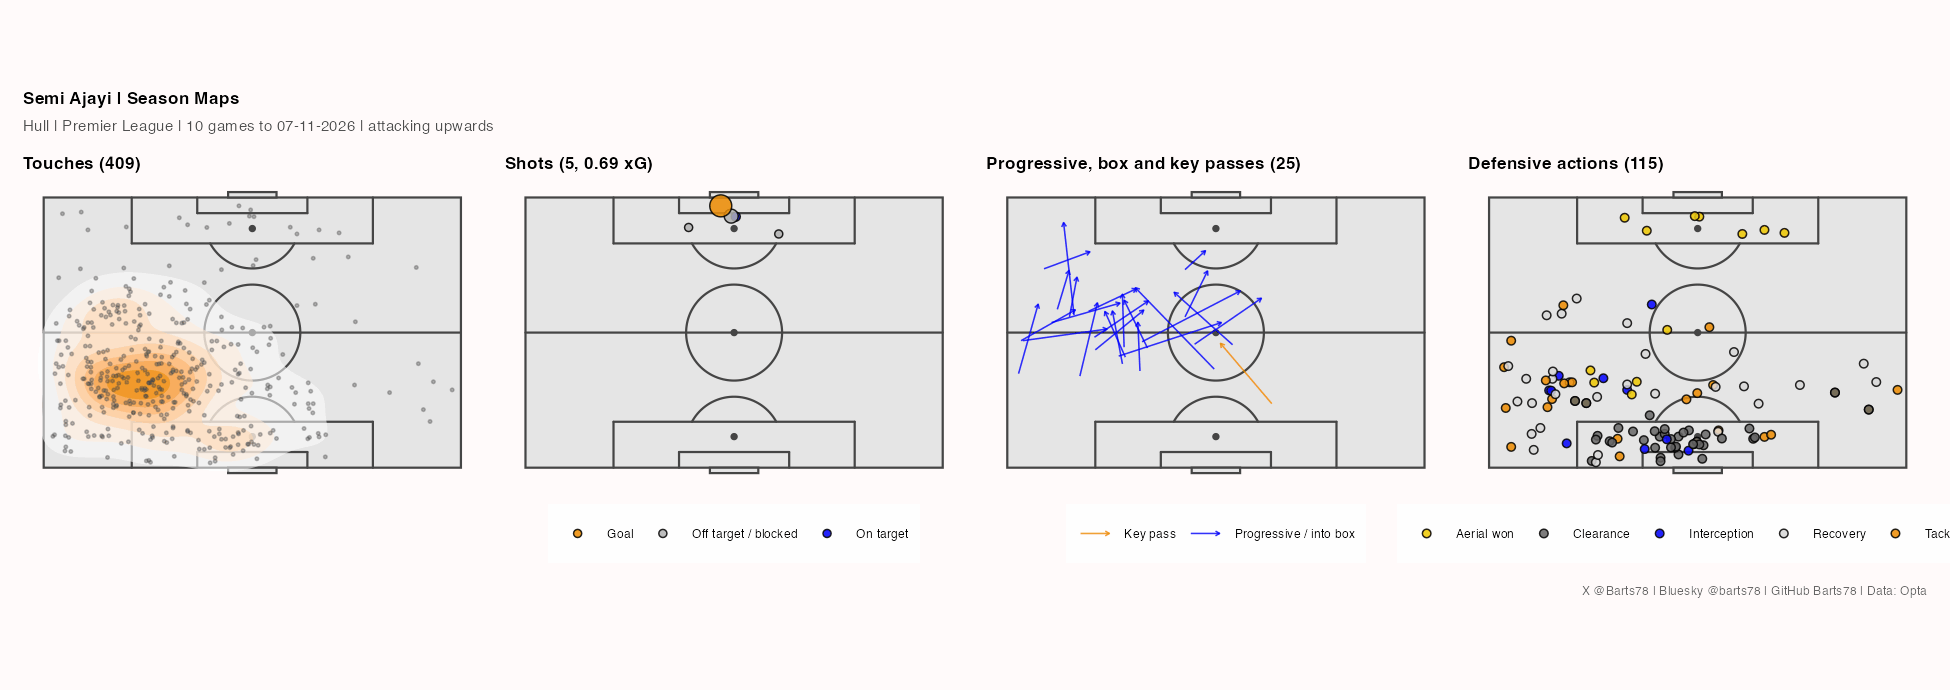 Semi Ajayi | Season Maps
Hull | Premier League | 10 games to 07-11-2026 | attacking upwards
Touches (409)
Shots (5, 0.69 xG)
Progressive, box and key passes (25)
Defensive actions (115)
Goal
Off target / blocked
On target
Key pass
Progressive / into box
Aerial won
Clearance
Interception
Recovery
Tack
X @Barts78 | Bluesky @barts78 | GitHub Barts78 | Data: Opta